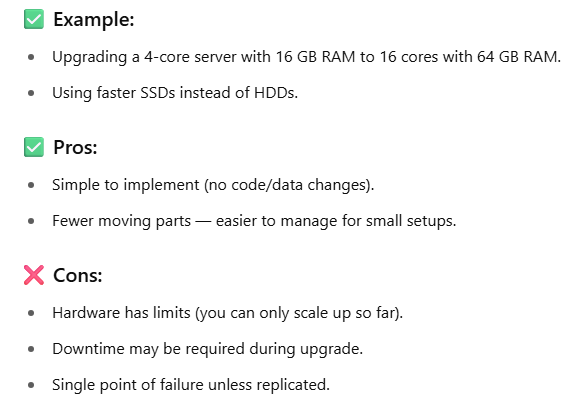 ✅ Example:
• Upgrading a 4-core server with 16 GB RAM to 16 cores with 64 GB RAM.
• Using faster SSDs instead of HDDs.
✅ Pros:
• Simple to implement (no code/data changes).
• Fewer moving parts — easier to manage for small setups.
❌ Cons:
• Hardware has limits (you can only scale up so far).
• Downtime may be required during upgrade.
• Single point of failure unless replicated.